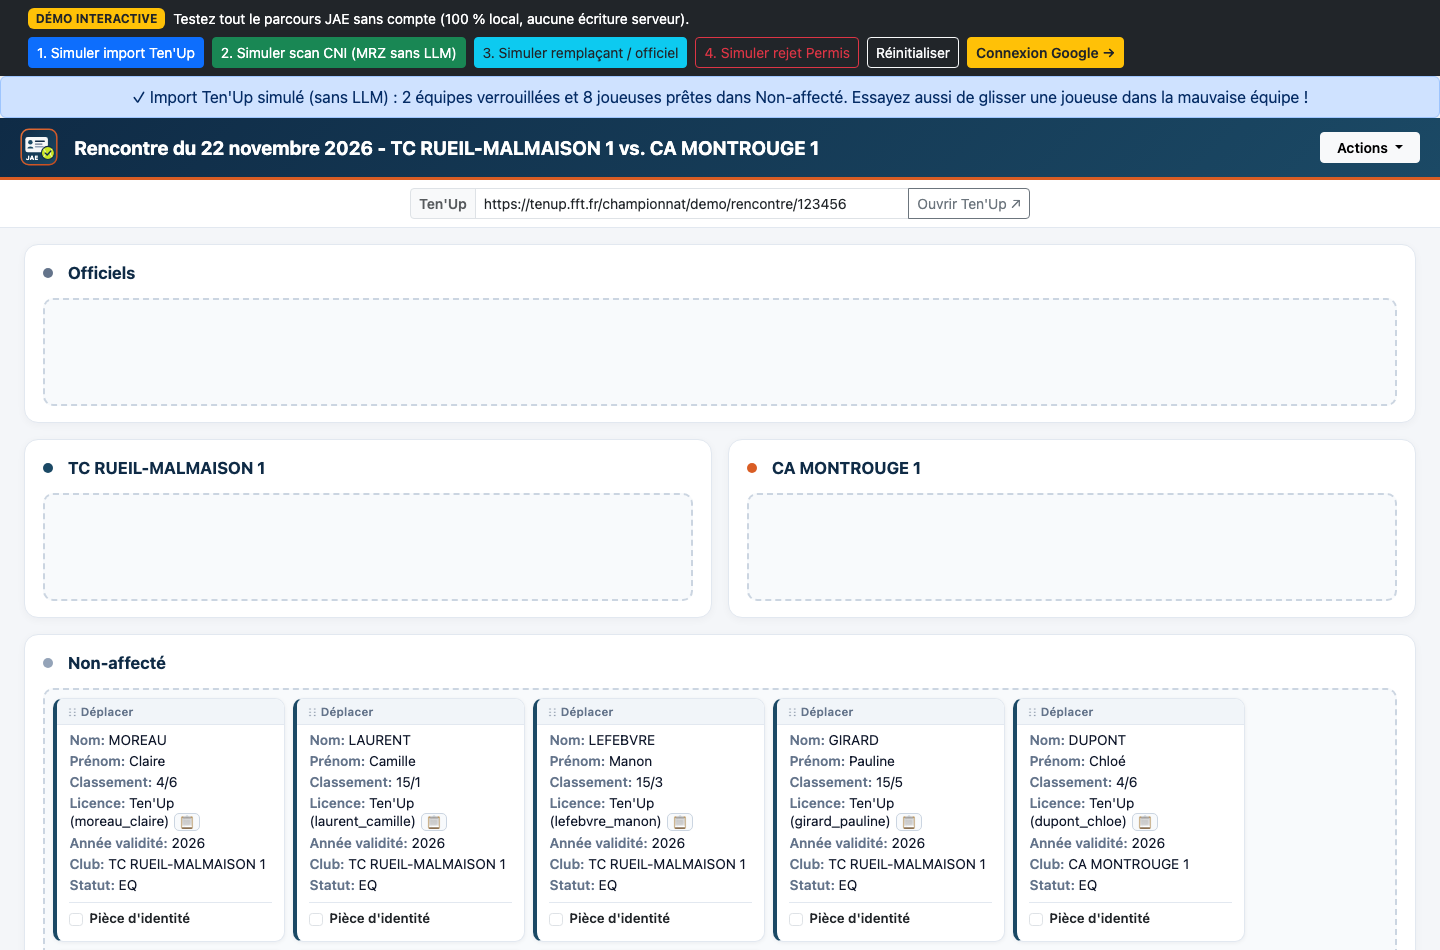 DÉMO INTERACTIVE Testez tout le parcours JAE sans compte (100 % local, aucune écriture serveur).
1. Simuler import Ten'Up 2. Simuler scan CNI (MRZ sans LLM) 3. Simuler remplaçant / officiel 4. Simuler rejet Permis Réinitialiser Connexion Google →
✓ Import Ten'Up simulé (sans LLM) : 2 équipes verrouillées et 8 joueuses prêtes dans Non-affecté. Essayez aussi de glisser une joueuse dans la mauvaise équipe !
JAE Rencontre du 22 novembre 2026 - TC RUEIL-MALMAISON 1 vs. CA MONTROUGE 1 Actions
Ten'Up https://tenup.fft.fr/championnat/demo/rencontre/123456 Ouvrir Ten'Up ↗
Officiels
TC RUEIL-MALMAISON 1
CA MONTROUGE 1
Non-affecté
Déplacer
Nom: MOREAU
Prénom: Claire
Classement: 4/6
Licence: Ten'Up
(moreau_claire)
Année validité: 2026
Club: TC RUEIL-MALMAISON 1
Statut: EQ
Pièce d'identité
Déplacer
Nom: LAURENT
Prénom: Camille
Classement: 15/1
Licence: Ten'Up
(laurent_camille)
Année validité: 2026
Club: TC RUEIL-MALMAISON 1
Statut: EQ
Pièce d'identité
Déplacer
Nom: LEFEBVRE
Prénom: Manon
Classement: 15/3
Licence: Ten'Up
(lefebvre_manon)
Année validité: 2026
Club: TC RUEIL-MALMAISON 1
Statut: EQ
Pièce d'identité
Déplacer
Nom: GIRARD
Prénom: Pauline
Classement: 15/5
Licence: Ten'Up
(girard_pauline)
Année validité: 2026
Club: TC RUEIL-MALMAISON 1
Statut: EQ
Pièce d'identité
Déplacer
Nom: DUPONT
Prénom: Chloé
Classement: 4/6
Licence: Ten'Up
(dupont_chloe)
Année validité: 2026
Club: CA MONTROUGE 1
Statut: EQ
Pièce d'identité